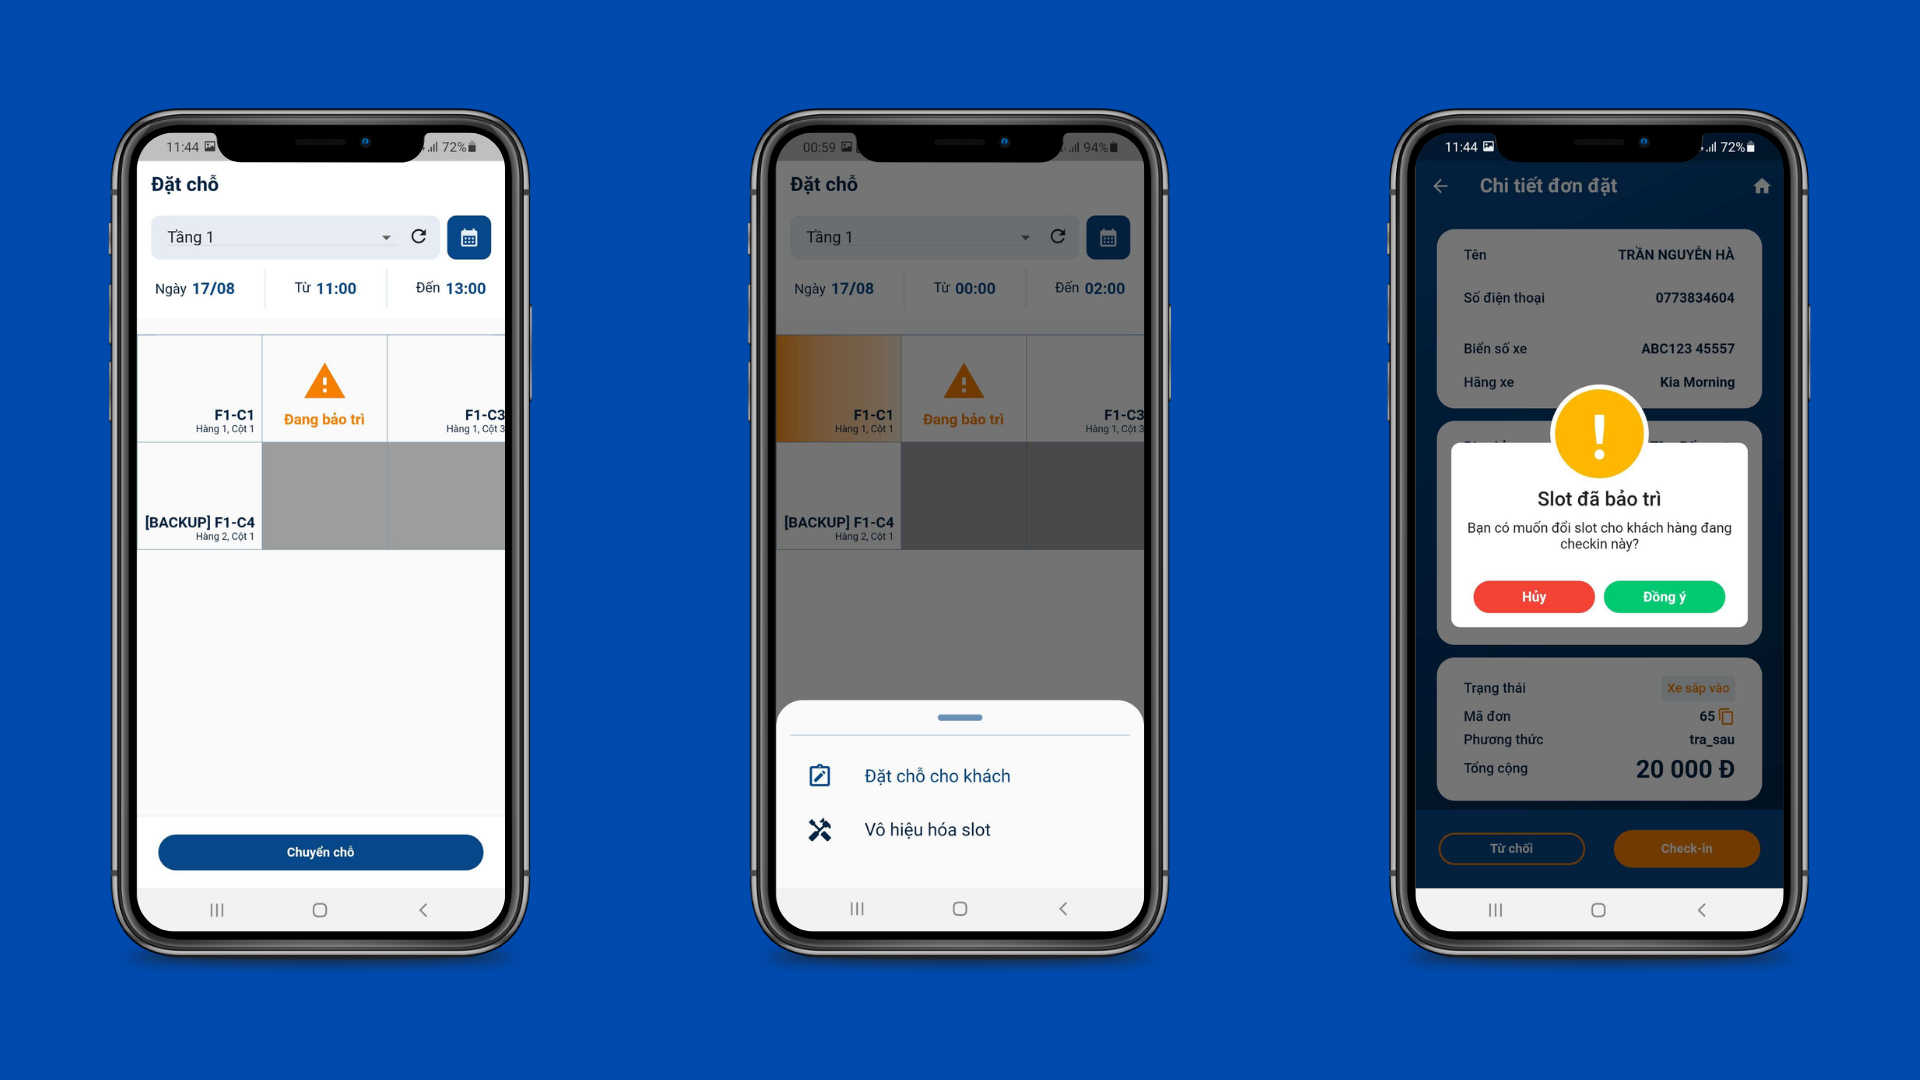 11:44
72%
Đặt chỗ
Tầng 1
Ngày 17/08
Từ 11:00
Đến 13:00
F1-C1
Hàng 1, Cột 1
Đang bảo trì
F1-C3
Hàng 1, Cột 3
[BACKUP] F1-C4
Hàng 2, Cột 1
Chuyển chỗ
00:59
94%
Đặt chỗ
Tầng 1
Ngày 17/08
Từ 00:00
Đến 02:00
F1-C1
Hàng 1, Cột 1
Đang bảo trì
F1-C3
Hàng 1, Cột 3
[BACKUP] F1-C4
Hàng 2, Cột 1
Đặt chỗ cho khách
Vô hiệu hóa slot
11:44
72%
Chi tiết đơn đặt
Tên TRẦN NGUYÊN HÀ
Số điện thoại 0773834604
Biển số xe ABC123 45557
Hãng xe Kia Morning
Slot đã bảo trì
Bạn có muốn đổi slot cho khách hàng đang
checkin này?
Hủy
Đồng ý
Trạng thái Xe sắp vào
Mã đơn 65
Phương thức tra_sau
Tổng cộng 20 000 Đ
Từ chối
Check-in